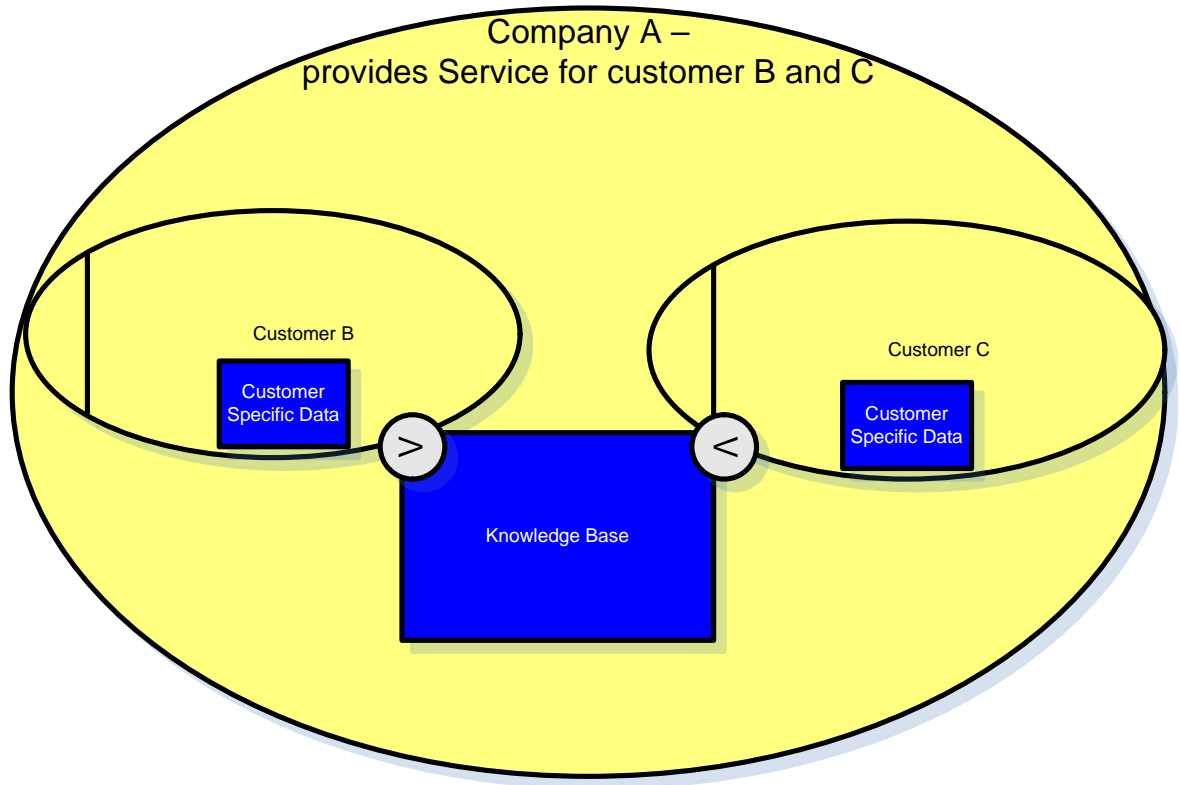 Company A –
provides Service for customer B and C
Customer B
Customer
Specific Data
Customer C
Customer
Specific Data
>
<
Knowledge Base